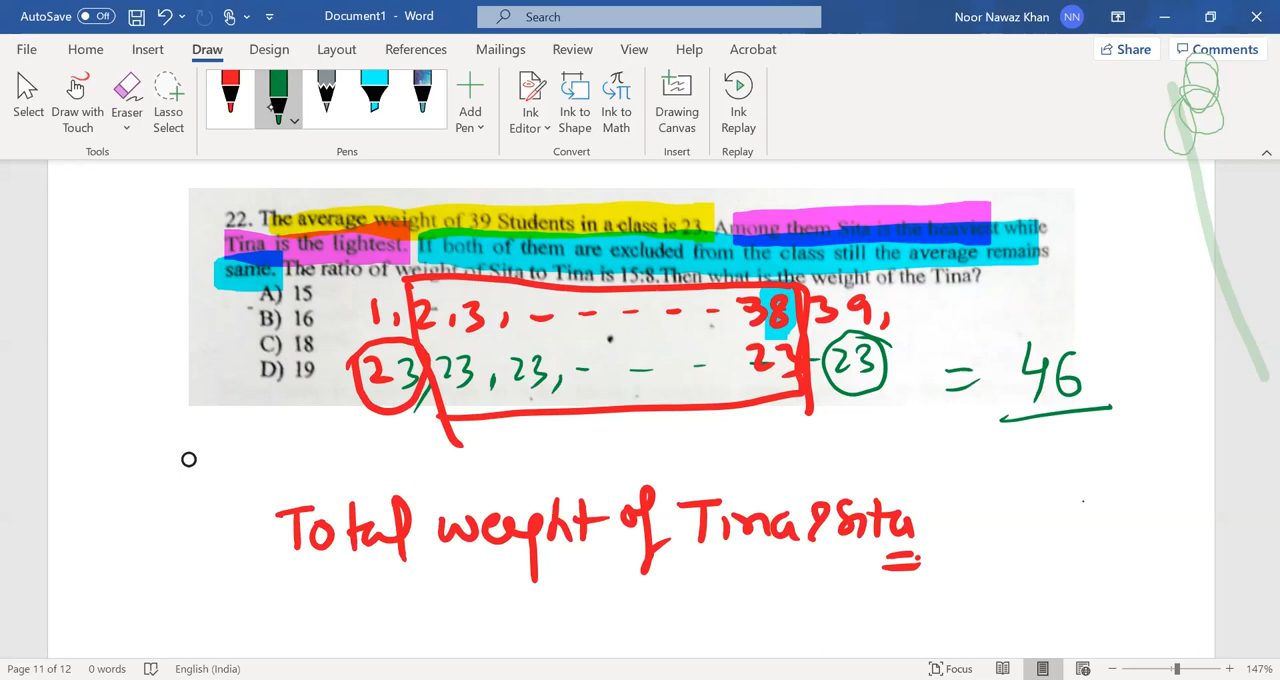 AutoSave Off Document1 - Word Search Noor Nawaz Khan NN
File Home Insert Draw Design Layout References Mailings Review View Help Acrobat Share Comments
Select Draw with Touch Eraser Lasso Select Add Pen Ink Editor Ink to Shape Ink to Math Drawing Canvas Ink Replay
Tools Pens Convert Insert Replay
22. The average weight of 39 Students in a class is 23. Among them Sita is the heaviest while
Tina is the lightest. If both of them are excluded from the class still the average remains
same. The ratio of weight of Sita to Tina is 15:8.Then what is the weight of the Tina?
A) 15
B) 16
C) 18
D) 19
1, 2, 3, - - - - - - 38, 39,
23, 23, 23, - - - 23 - 23 = 46
Total weight of Tina & Sita
Page 11 of 12 0 words English (India) Focus 147%